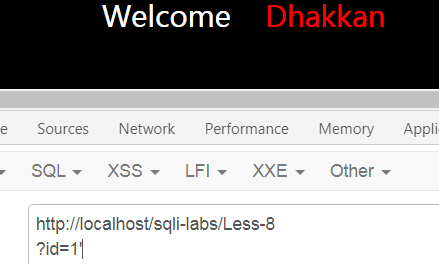 Welcome Dhakkan
Sources Network Performance Memory
SQL XSS LFI XXE Other
http://localhost/sqli-labs/Less-8
?id=1'